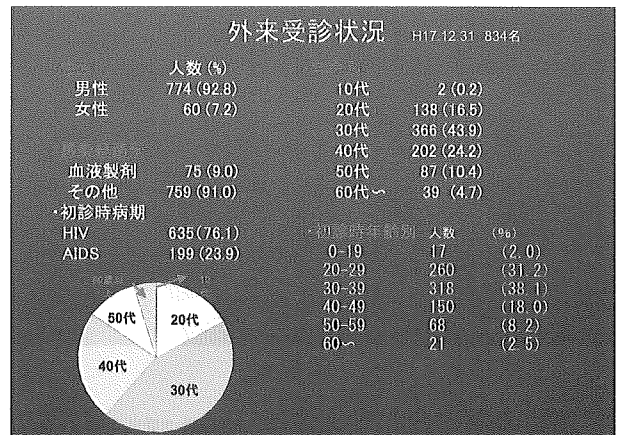 外来受診状況 H17.12.31 834名
人数(%)
男性 774(92.8)
女性 60(7.2)
血液製剤 75(9.0)
その他 759(91.0)
・初診時病期
HIV 635(76.1)
AIDS 199(23.9)
10代 2(0.2)
20代 138(16.5)
30代 366(43.9)
40代 202(24.2)
50代 87(10.4)
60代〜 39(4.7)
・初診時年齢別 人数 (%)
0-19 17 (2.0)
20-29 260 (31.2)
30-39 318 (38.1)
40-49 150 (18.0)
50-59 68 (8.2)
60〜 21 (2.5)
50代
20代
40代
30代